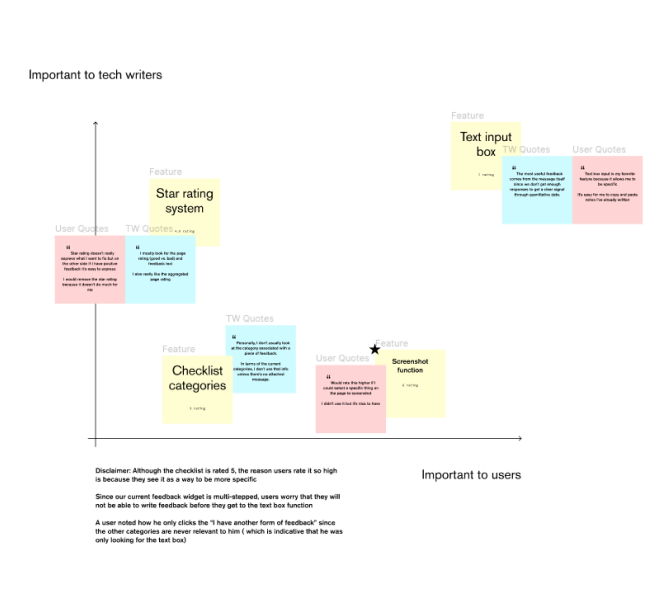 Important to tech writers
Feature
Text input
box
TW Quotes
User Quotes
7 rating
“
The most useful feedback
comes from the message itself
since we don't get enough
responses to get a clear signal
through quantitative data.
“
Text box input is my favorite
feature because it allows me to
be specific
It's easy for me to copy and paste
notes I've already written
Feature
Star rating
system
rating
User Quotes
TW Quotes
“
Star rating doesn't really
express what I want to fix but on
the other side if I have positive
feedback it's easy to express
I would remove the star rating
because it doesn't do much for
me
“
I mostly look for the page
rating (good vs. bad) and
feedback text
I also really like the aggregated
page rating
TW Quotes
“
Personally, I don't usually look
at the category associated with a
piece of feedback.
In terms of the current
categories, I don't use that info
unless there's no attached
message.
Feature
Checklist
categories
5 rating
User Quotes
“
Would rate this higher if I
could select a specific thing on
the page to screenshot
I didn't use it but it's nice to have
Feature
Screenshot
function
6 rating
Important to users
Disclaimer: Although the checklist is rated 5, the reason users rate it so high
is because they see it as a way to be more specific
Since our current feedback widget is multi-stepped, users worry that they will
not be able to write feedback before they get to the text box function
A user noted how he only clicks the “I have another form of feedback” since
the other categories are never relevant to him ( which is indicative that he was
only looking for the text box)